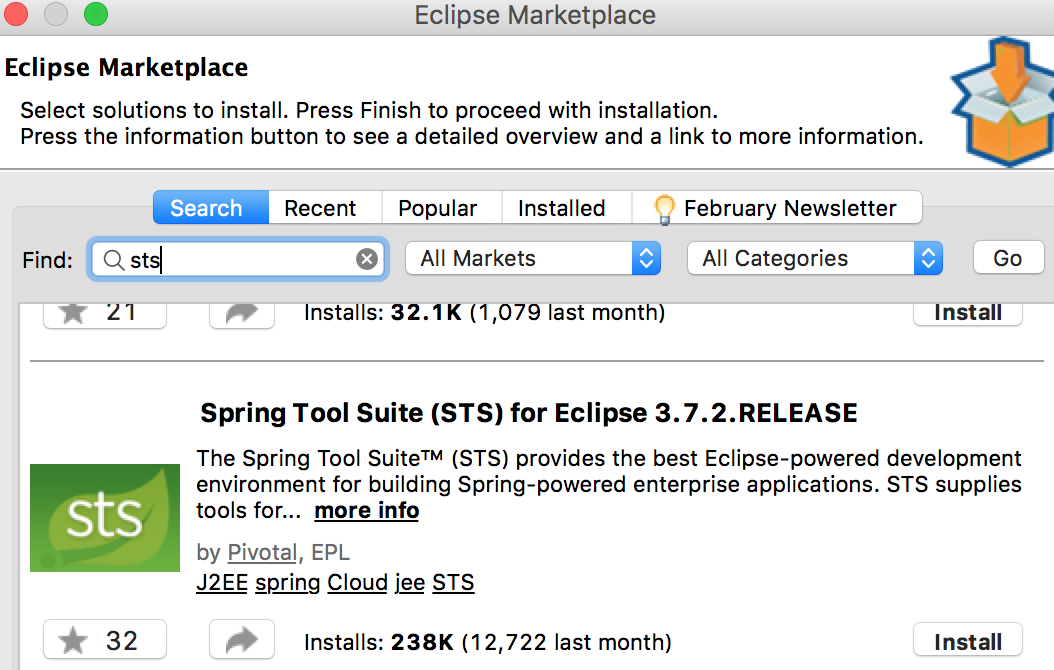 Eclipse Marketplace
Eclipse Marketplace
Select solutions to install. Press Finish to proceed with installation.
Press the information button to see a detailed overview and a link to more information.
Search Recent Popular Installed February Newsletter
Find: sts All Markets All Categories Go
21 Installs: 32.1K (1,079 last month) Install
Spring Tool Suite (STS) for Eclipse 3.7.2.RELEASE
The Spring Tool Suite™ (STS) provides the best Eclipse-powered development
environment for building Spring-powered enterprise applications. STS supplies
tools for... more info
sts
by Pivotal, EPL
J2EE spring Cloud jee STS
32 Installs: 238K (12,722 last month) Install